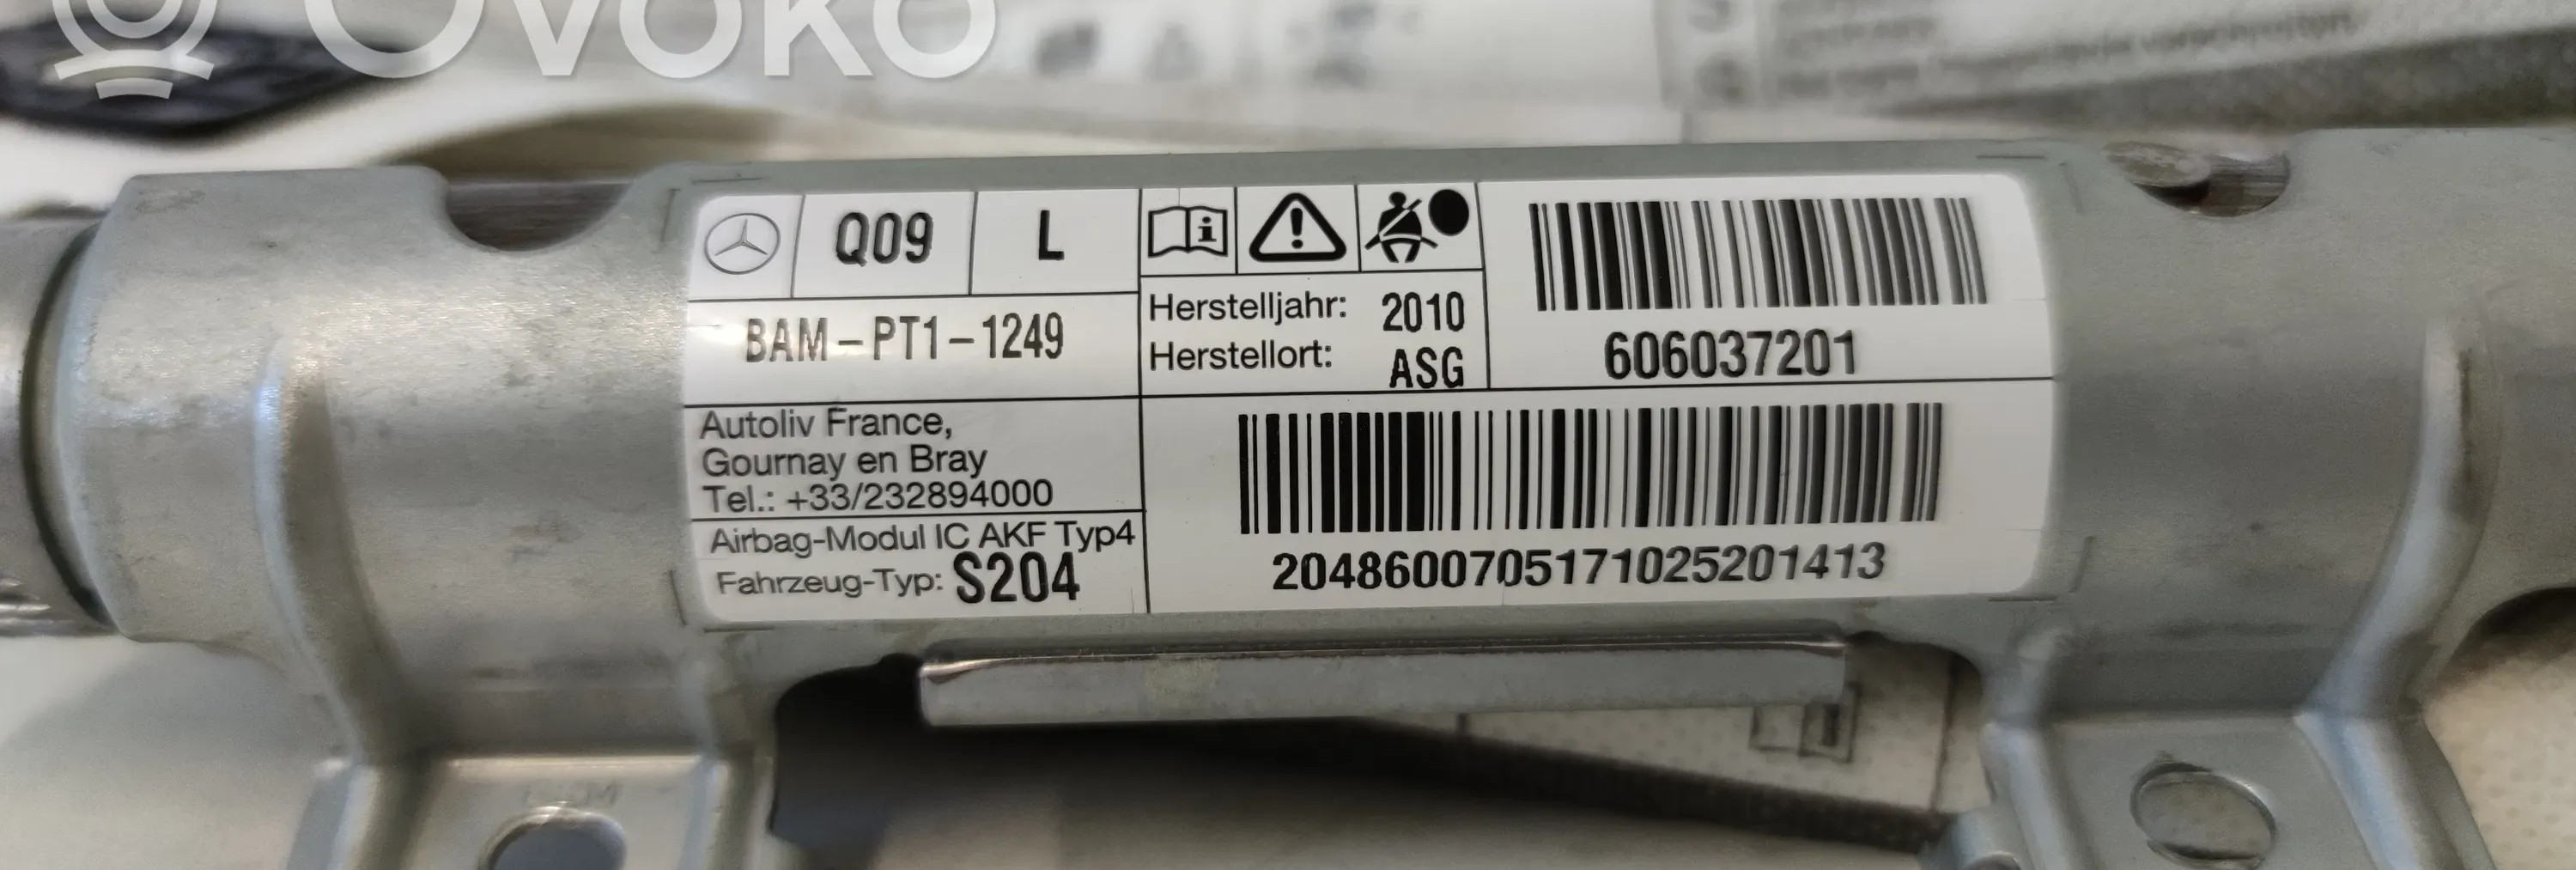 Ovoko
Q09 L
BAM-PT1-1249
Herstelljahr: 2010
Herstellort: ASG
606037201
Autoliv France,
Gournay en Bray
Tel.: +33/232894000
Airbag-Modul IC AKF Typ4
Fahrzeug-Typ: S204
2048600705171025201413